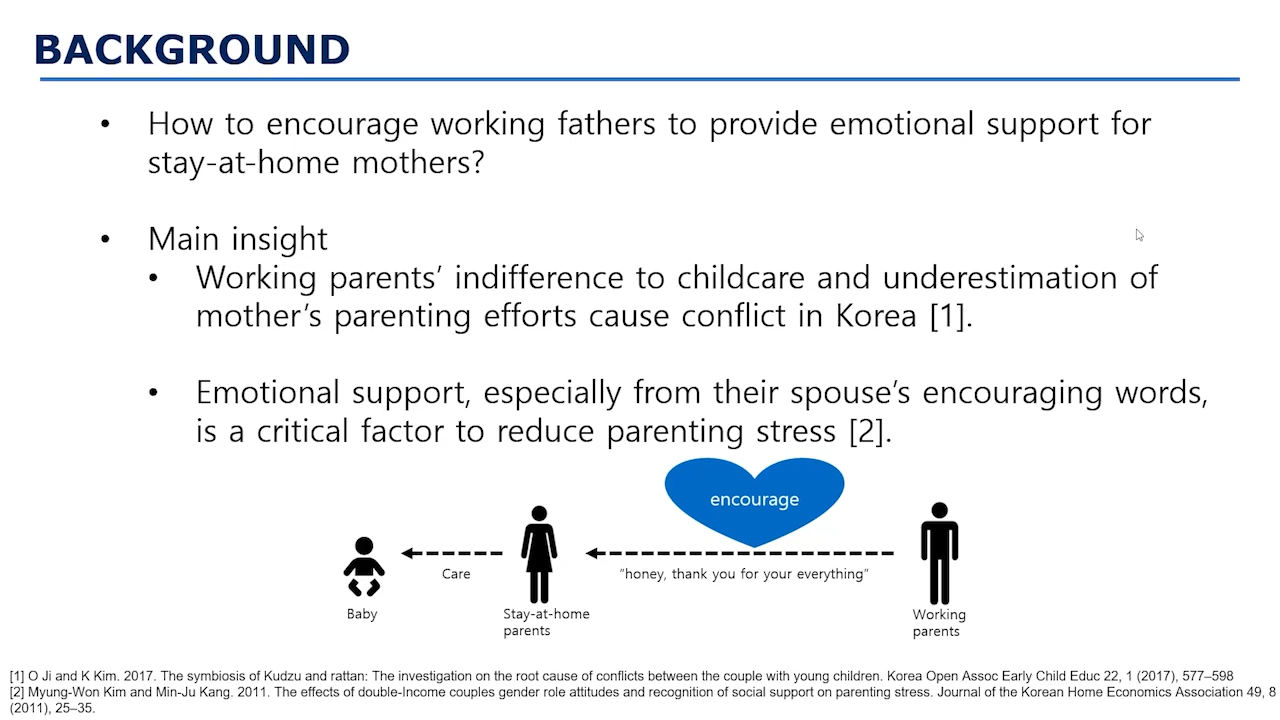 BACKGROUND
• How to encourage working fathers to provide emotional support for
stay-at-home mothers?
• Main insight
• Working parents’ indifference to childcare and underestimation of
mother’s parenting efforts cause conflict in Korea [1].
• Emotional support, especially from their spouse’s encouraging words,
is a critical factor to reduce parenting stress [2].
encourage
Care
“honey, thank you for your everything”
Baby
Stay-at-home
parents
Working
parents
[1] O Ji and K Kim. 2017. The symbiosis of Kudzu and rattan: The investigation on the root cause of conflicts between the couple with young children. Korea Open Assoc Early Child Educ 22, 1 (2017), 577–598
[2] Myung-Won Kim and Min-Ju Kang. 2011. The effects of double-Income couples gender role attitudes and recognition of social support on parenting stress. Journal of the Korean Home Economics Association 49, 8
(2011), 25–35.